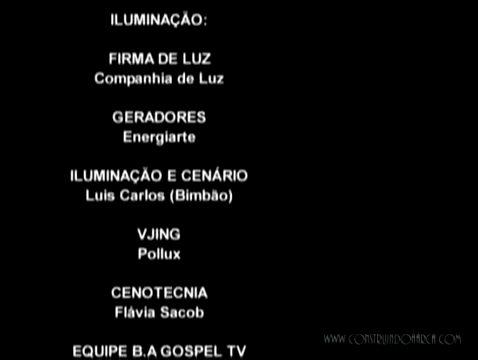 ILUMINAÇÃO:
FIRMA DE LUZ
Companhia de Luz
GERADORES
Energiarte
ILUMINAÇÃO E CENÁRIO
Luis Carlos (Bimbão)
VJING
Pollux
CENOTECNIA
Flávia Sacob
EQUIPE B.A GOSPEL TV
WWW.CONSTRUINDOAARCA.COM